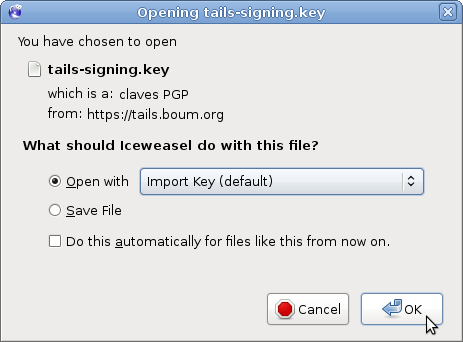 Opening tails-signing.key
You have chosen to open
tails-signing.key
which is a: claves PGP
from: https://tails.boum.org
What should Iceweasel do with this file?
Open with Import Key (default)
Save File
Do this automatically for files like this from now on.
Cancel OK